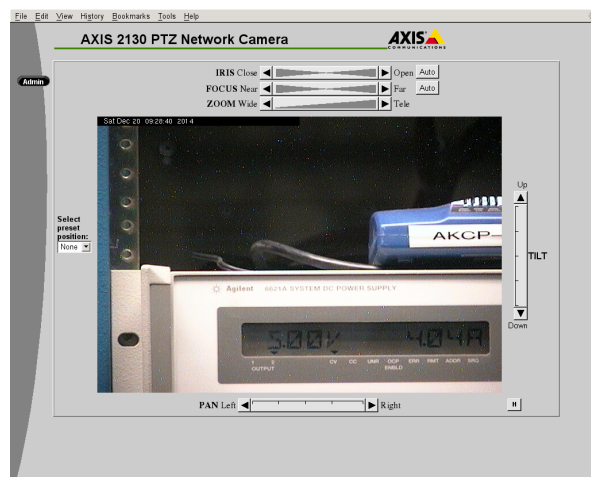 File Edit View History Bookmarks Tools Help
AXIS 2130 PTZ Network Camera
AXIS
COMMUNICATIONS
Admin
IRIS Close Open Auto
FOCUS Near Far Auto
ZOOM Wide Tele
Sat Dec 20 09:28:40 2014
Up
Select
preset
position:
None
AKCP-
TILT
Agilent 6621A SYSTEM DC POWER SUPPLY
5.00V 4.04A
Down
1 2 CV CC UNR OCP ERR RMT ADDR SRQ
OUTPUT ENBLD
PAN Left Right
H